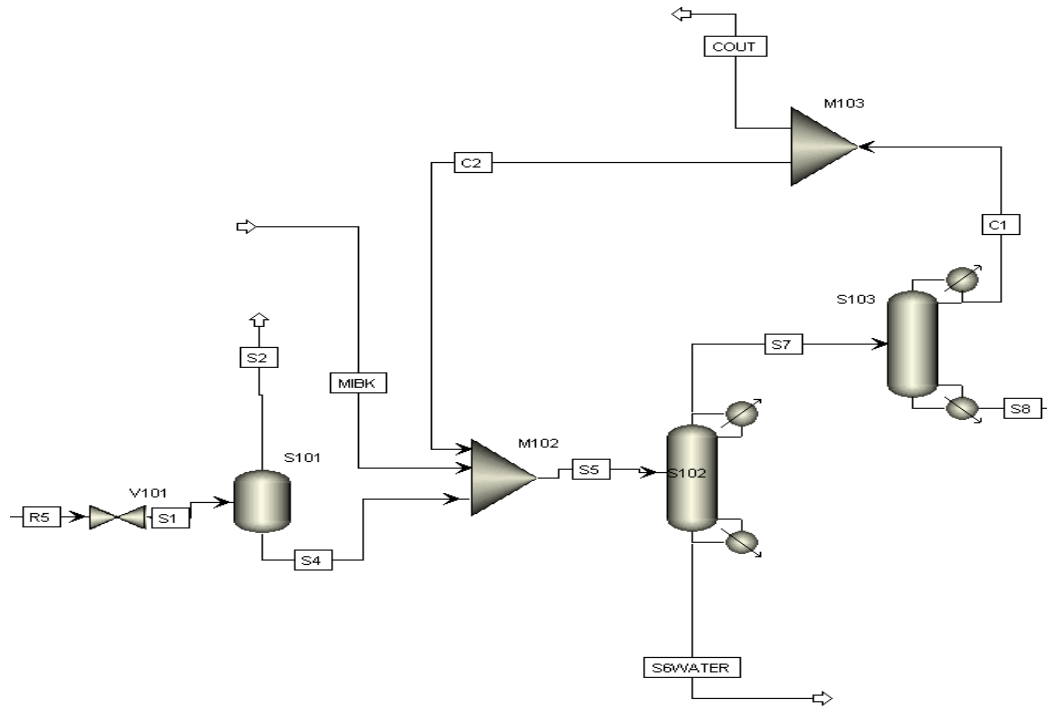 COUT
M103
C2
C1
S103
S7
S2
MIBK
S8
M102
S101
S5
S102
V101
R5
S1
S4
S6WATER